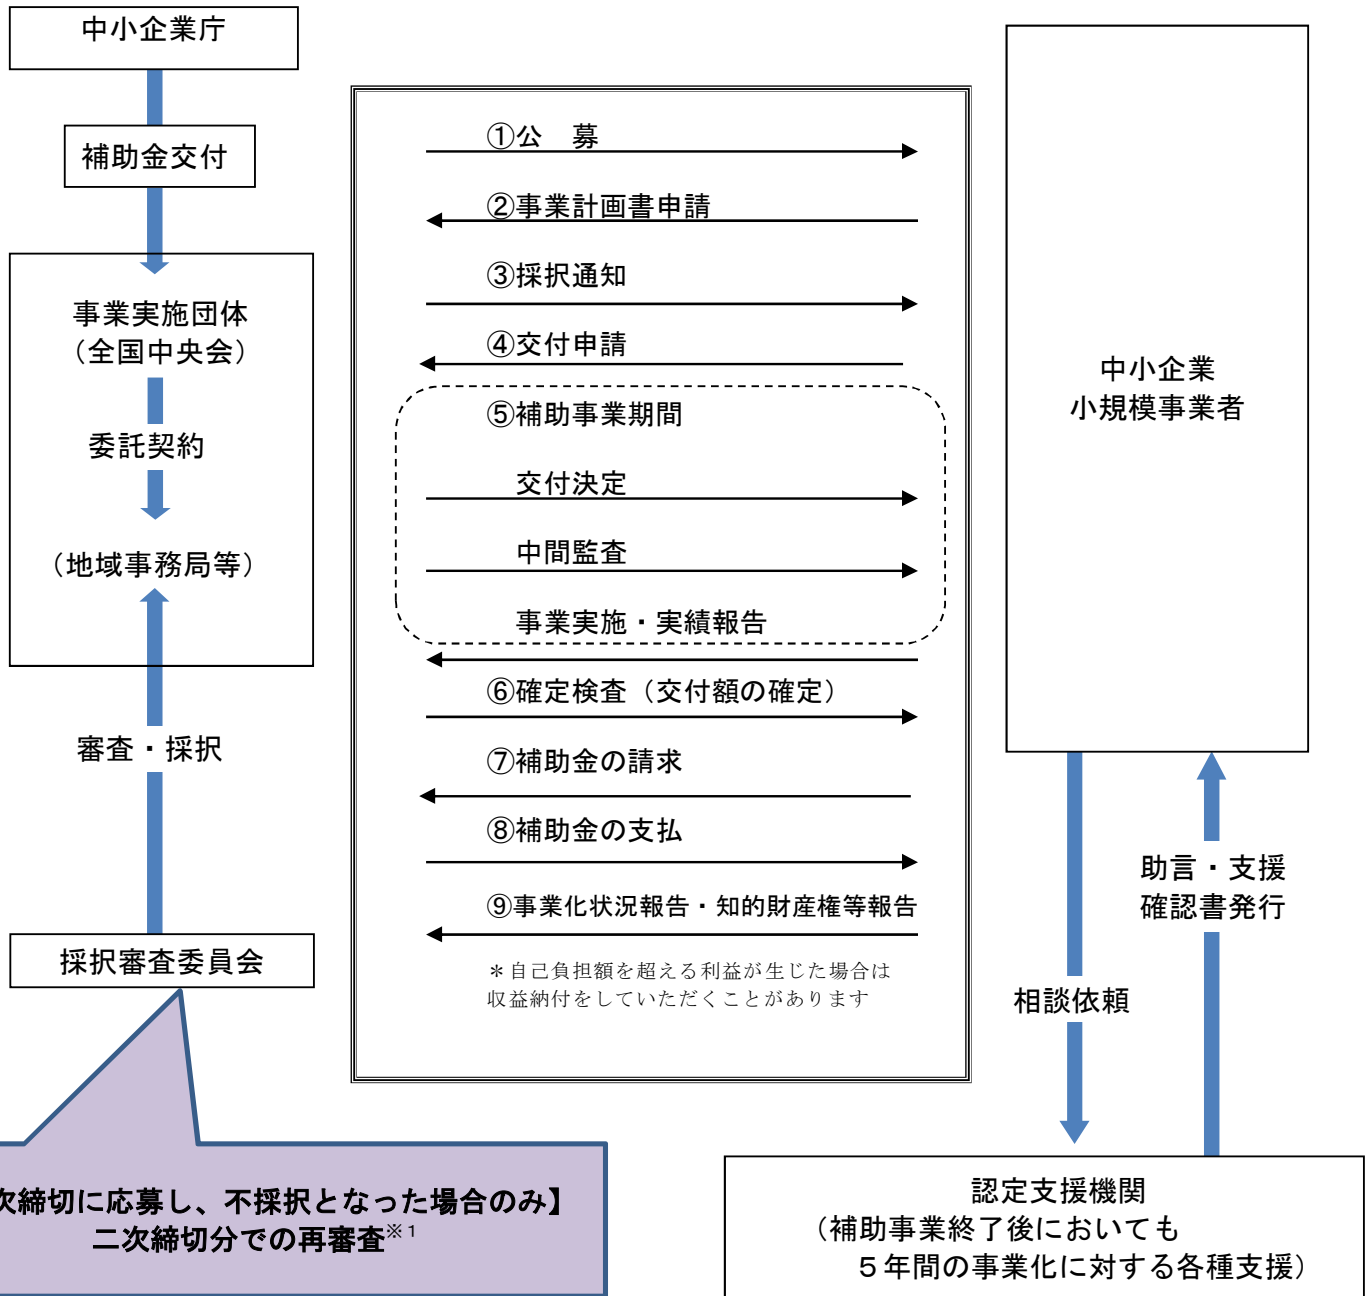 中小企業庁
補助金交付
事業実施団体
（全国中央会）
委託契約
（地域事務局等）
審査・採択
採択審査委員会
次締切に応募し、不採択となった場合のみ】
二次締切分での再審査※1
①公　募
②事業計画書申請
③採択通知
④交付申請
⑤補助事業期間
交付決定
中間監査
事業実施・実績報告
⑥確定検査（交付額の確定）
⑦補助金の請求
⑧補助金の支払
⑨事業化状況報告・知的財産権等報告
＊自己負担額を超える利益が生じた場合は
収益納付をしていただくことがあります
中小企業
小規模事業者
助言・支援
確認書発行
相談依頼
認定支援機関
（補助事業終了後においても
５年間の事業化に対する各種支援）